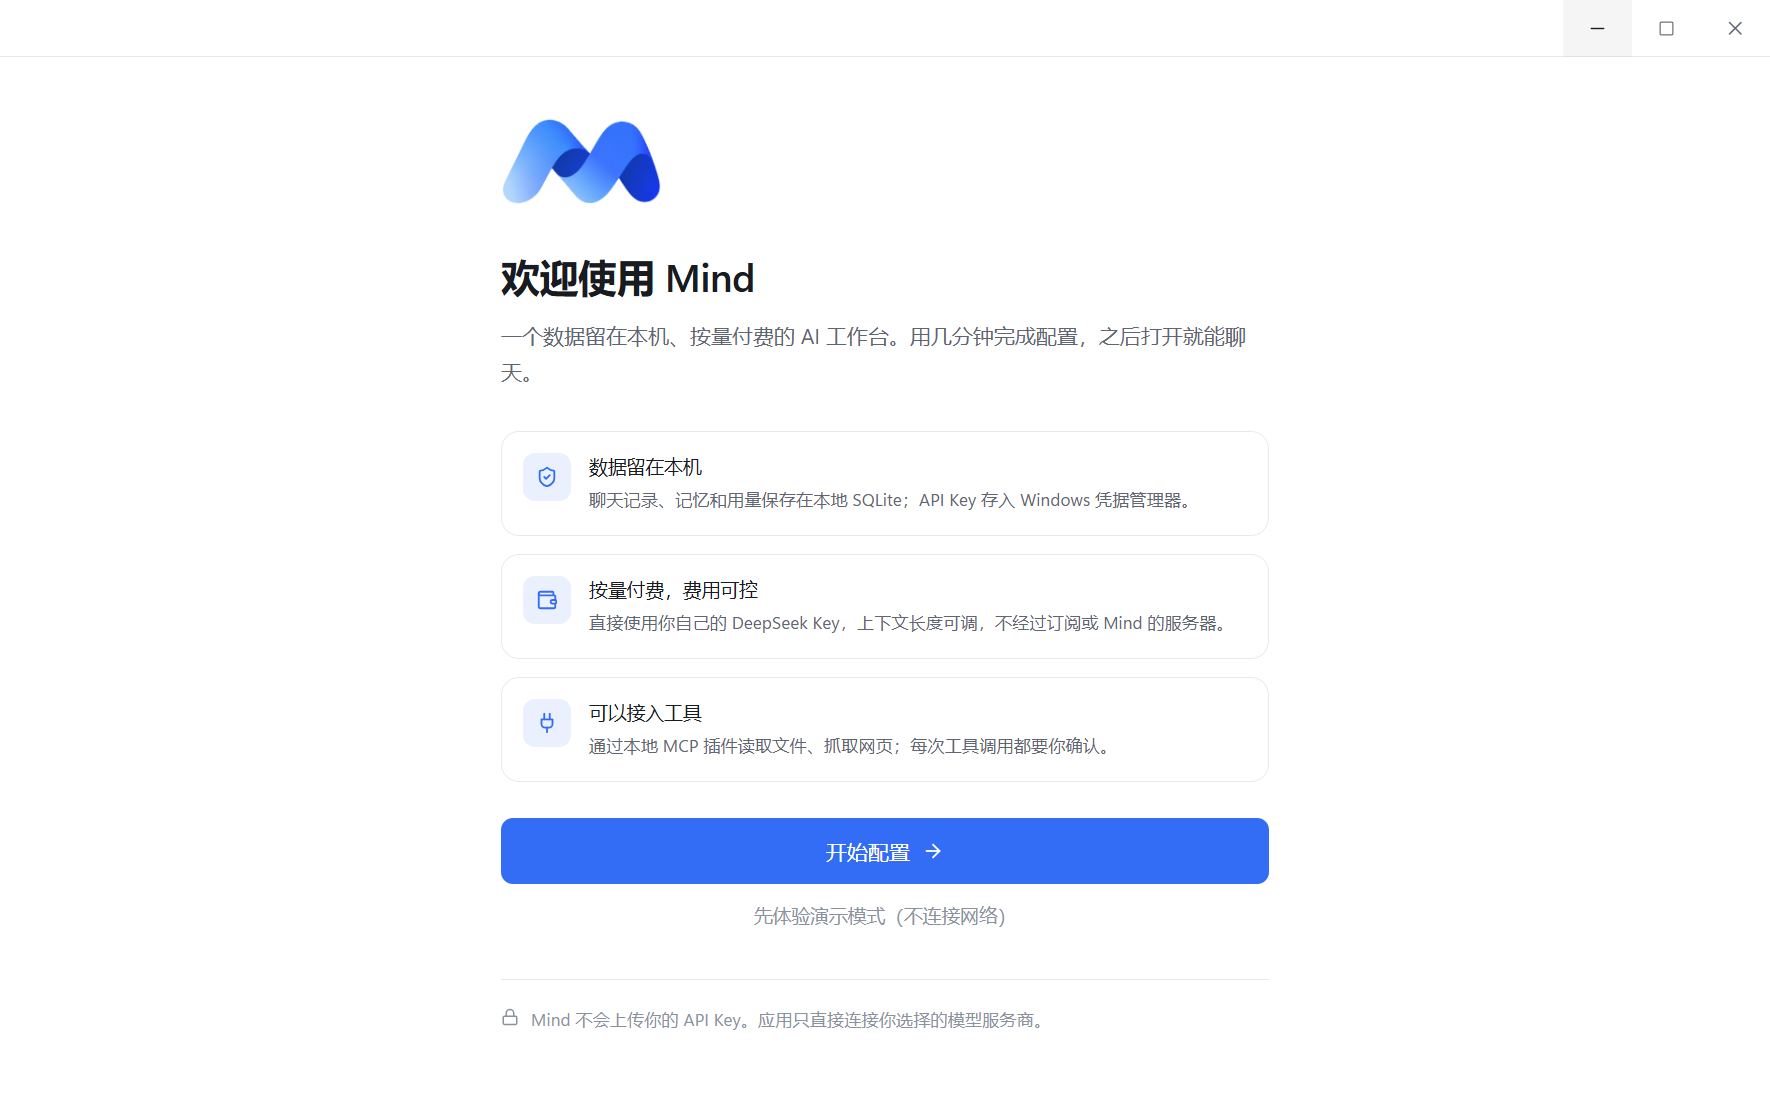 欢迎使用 Mind
一个数据留在本机、按量付费的 AI 工作台。用几分钟完成配置，之后打开就能聊
天。
数据留在本机
聊天记录、记忆和用量保存在本地 SQLite；API Key 存入 Windows 凭据管理器。
按量付费，费用可控
直接使用你自己的 DeepSeek Key，上下文长度可调，不经过订阅或 Mind 的服务器。
可以接入工具
通过本地 MCP 插件读取文件、抓取网页；每次工具调用都要你确认。
开始配置
先体验演示模式（不连接网络）
Mind 不会上传你的 API Key。应用只直接连接你选择的模型服务商。